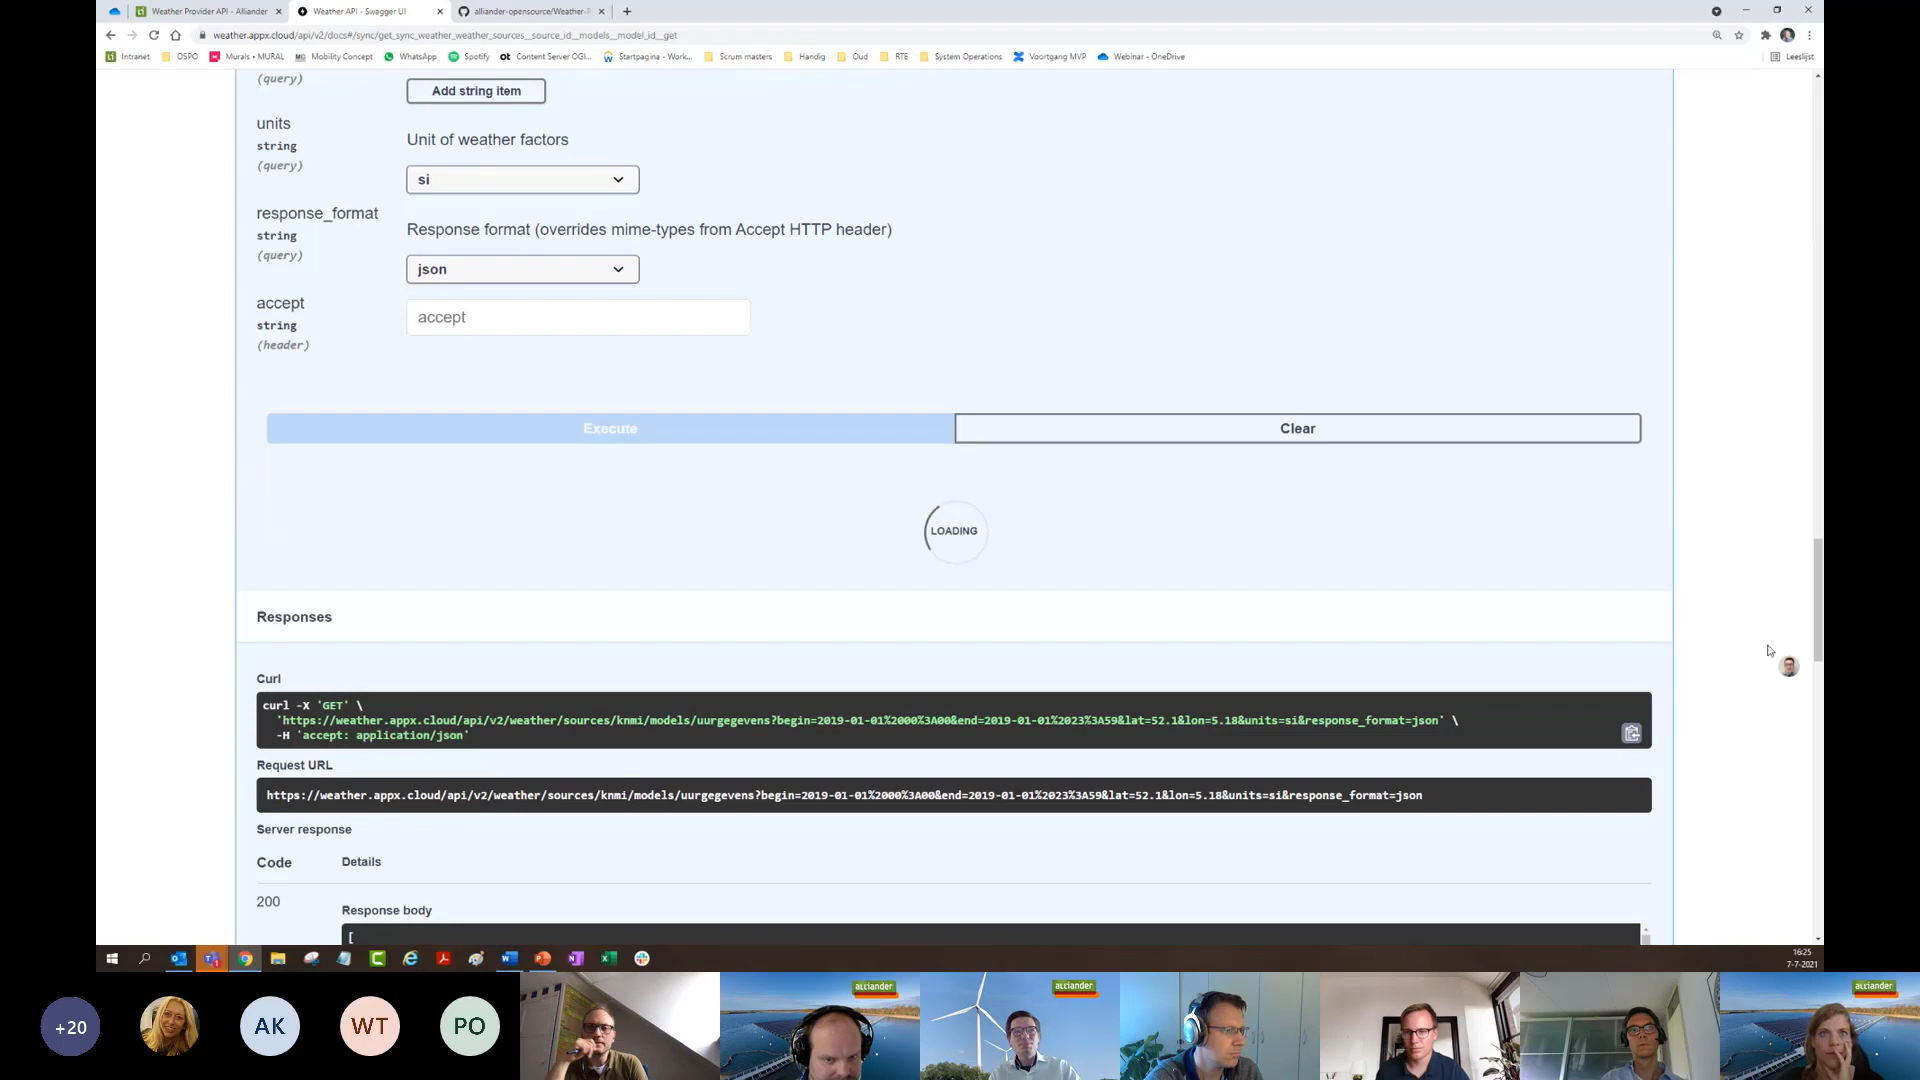 Weather Provider API - Alliander
Weather API - Swagger UI
alliander-opensource/Weather-P
weather.appx.cloud/api/v2/docs#/sync/get_sync_weather_weather_sources__source_id__models__model_id__get
Intranet
OSPO
Murals • MURAL
Mobility Concept
WhatsApp
Spotify
Content Server OGI...
Startpagina - Work...
Scrum masters
Handig
Oud
RTE
System Operations
Voortgang MVP
Webinar - OneDrive
Leeslijst
(query)
Add string item
units
string
(query)
Unit of weather factors
si
response_format
string
(query)
Response format (overrides mime-types from Accept HTTP header)
json
accept
string
(header)
accept
Execute
Clear
LOADING
Responses
Curl
curl -X 'GET' \
'https://weather.appx.cloud/api/v2/weather/sources/knmi/models/uurgegevens?begin=2019-01-01%2000%3A00&end=2019-01-01%2023%3A59&lat=52.1&lon=5.18&units=si&response_format=json' \
-H 'accept: application/json'
Request URL
https://weather.appx.cloud/api/v2/weather/sources/knmi/models/uurgegevens?begin=2019-01-01%2000%3A00&end=2019-01-01%2023%3A59&lat=52.1&lon=5.18&units=si&response_format=json
Server response
Code
Details
200
Response body
[
16:25
7-7-2021
+20
AK
WT
PO
alliander
alliander
alliander